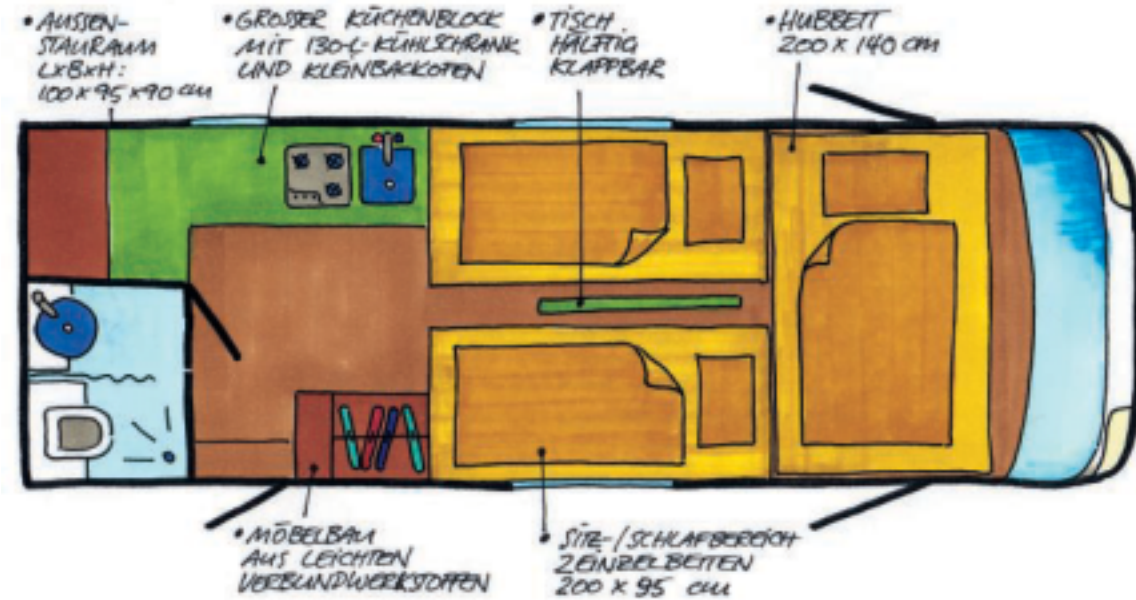 • AUSSEN-
STAURAUM
LxBxH:
100 x 95 x 90 cm
• GROSSER KÜCHENBLOCK
MIT 130-L-KÜHLSCHRANK
UND KLEINBACKOFEN
• TISCH
HÄLFTIG
KLAPPBAR
• HUBBETT
200 x 140 cm
• MÖBELBAU
AUS LEICHTEN
VERBUNDWERKSTOFFEN
• SITZ-/SCHLAFBEREICH
2 EINZELBETTEN
200 x 95 cm